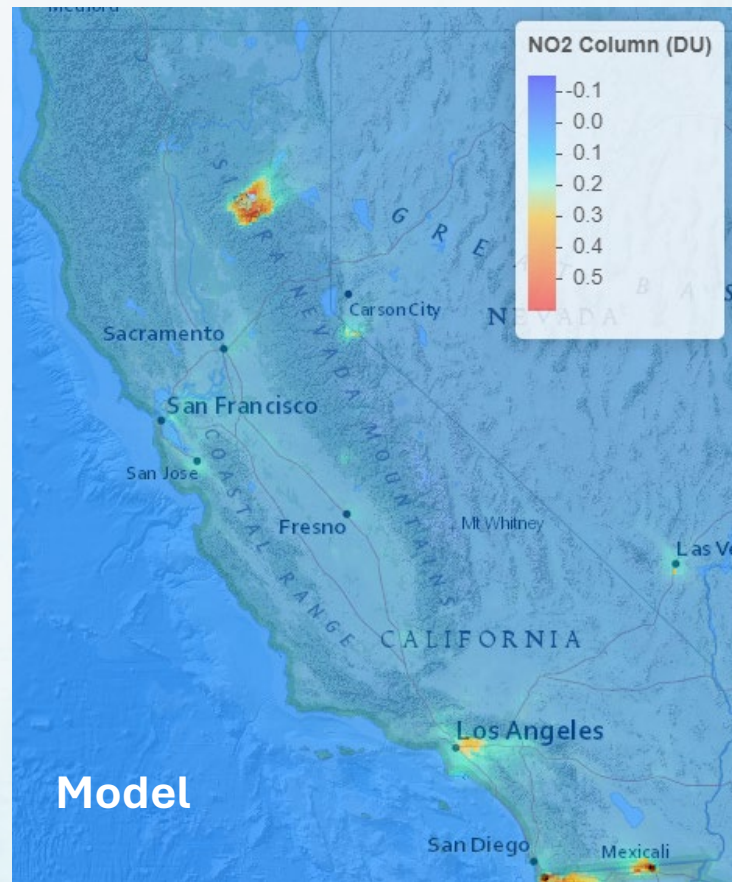 Medford
NO2 Column (DU)
-0.1
0.0
0.1
0.2
0.3
0.4
0.5
SIERRA NEVADA MOUNTAINS
GREAT BAS
NEVADA
Carson City
Sacramento
San Francisco
San Jose
COASTAL RANGE
Fresno
Mt Whitney
Las Ve
CALIFORNIA
Los Angeles
Model
San Diego
Mexicali